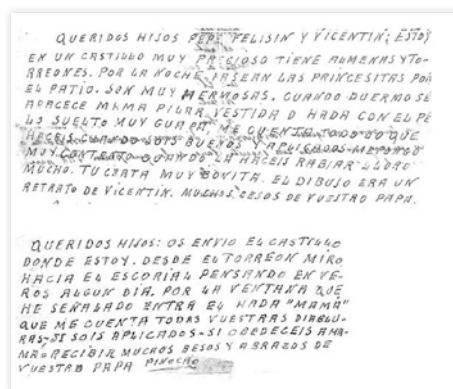 QUERIDOS HIJOS PEPE FELISIN Y VICENTIN; ESTOY
EN UN CASTILLO MUY PRECIOSO TIENE ALMENAS Y TO-
RREONES. POR LA NOCHE PASEAN LAS PRINCESITAS POR
EL PATIO. SON MUY HERMOSAS. CUANDO DUERMO SE
APARECE MAMA PILAR VESTIDA D HADA CON EL PE
LO SUELTO MUY GUAPA. ME CUENTA TODO LO QUE
HACEIS CUANDO SOIS BUENOS Y APLICADOS ME PONGO
MUY CONTENTO CUANDO LA HACEIS RABIAR LLORO
MUCHO. TU CARTA MUY BONITA. EL DIBUJO ERA UN
RETRATO DE VICENTIN. MUCHOS BESOS DE VUESTRO PAPA.
QUERIDOS HIJOS: OS ENVIO EL CASTILLO
DONDE ESTOY. DESDE EL TORREON MIRO
HACIA EL ESCORIAL PENSANDO EN VE-
ROS ALGUN DIA. POR LA VENTANA QUE
HE SEÑALADO ENTRA EL HADA "MAMÁ"
QUE ME CUENTA TODAS VUESTRAS DIABLU-
RAS. SI SOIS APLICADOS - SI OBEDECEIS A MA-
MA RECIBIR MUCHOS BESOS Y ABRAZOS DE
VUESTRO PAPA PINOCHO